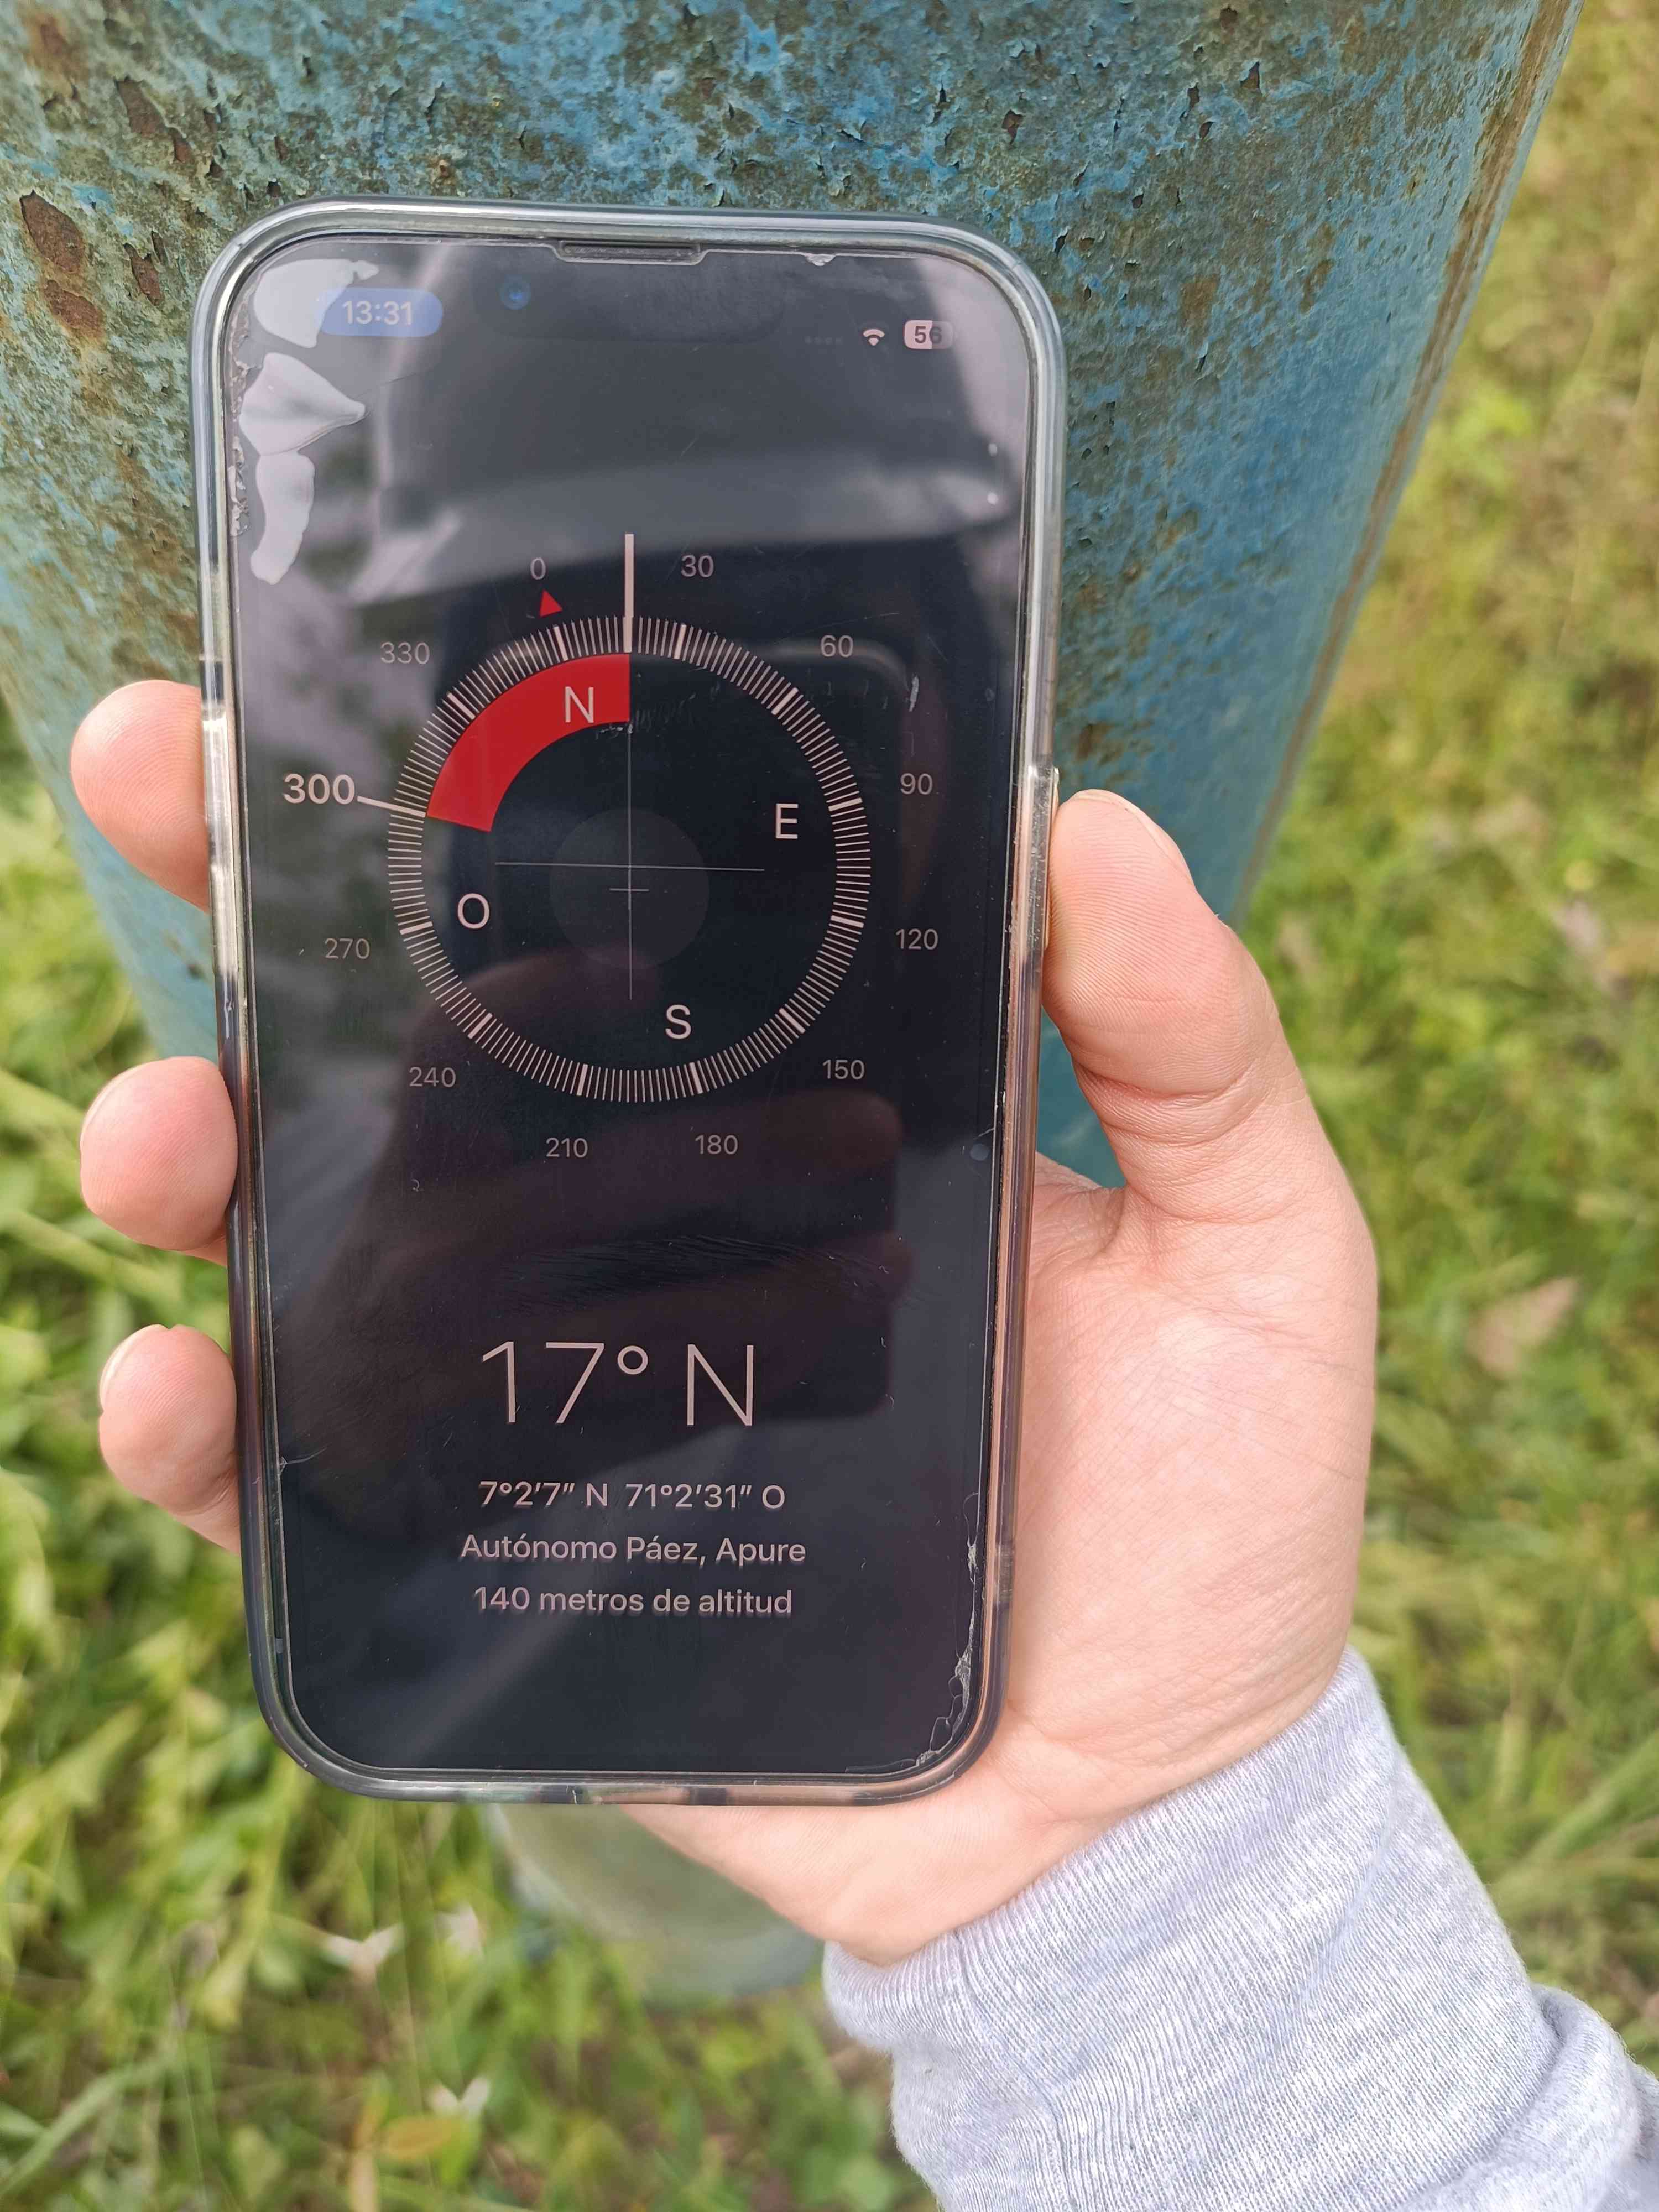 13:31
56
0
30
330
60
N
300
90
E
O
270
120
S
240
150
210
180
17° N
7°2'7" N 71°2'31" O
Autónomo Páez, Apure
140 metros de altitud